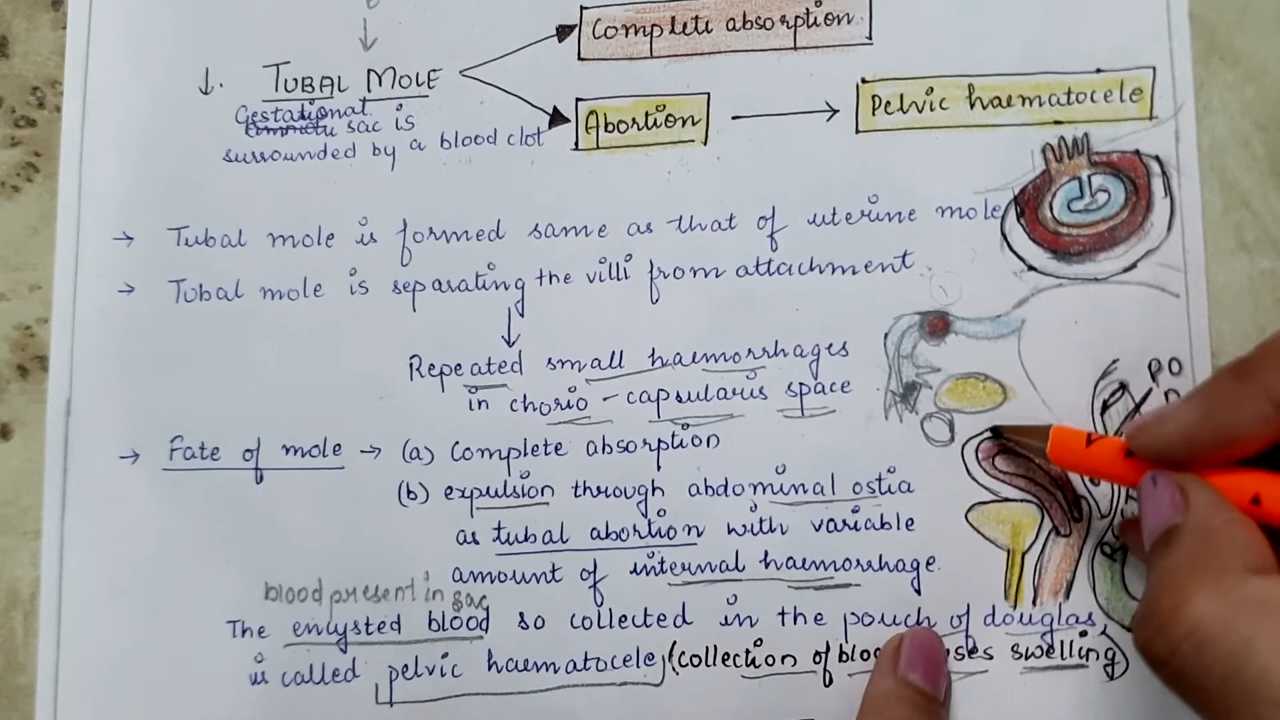 Complete absorption.
↓. TUBAL MOLE
Gestational
sac is
surrounded by a blood clot
Abortion → Pelvic haematocele
→ Tubal mole is formed same as that of uterine mole
→ Tubal mole is separating the villi from attachment
↓
Repeated small haemorrhages
in chorio-capsularis space
→ Fate of mole → (a) Complete absorption
(b) expulsion through abdominal ostia
as tubal abortion with variable
amount of internal haemorrhage.
blood present in sac
The encysted blood so collected in the pouch of douglas,
is called pelvic haematocele (collection of swelling)
PO